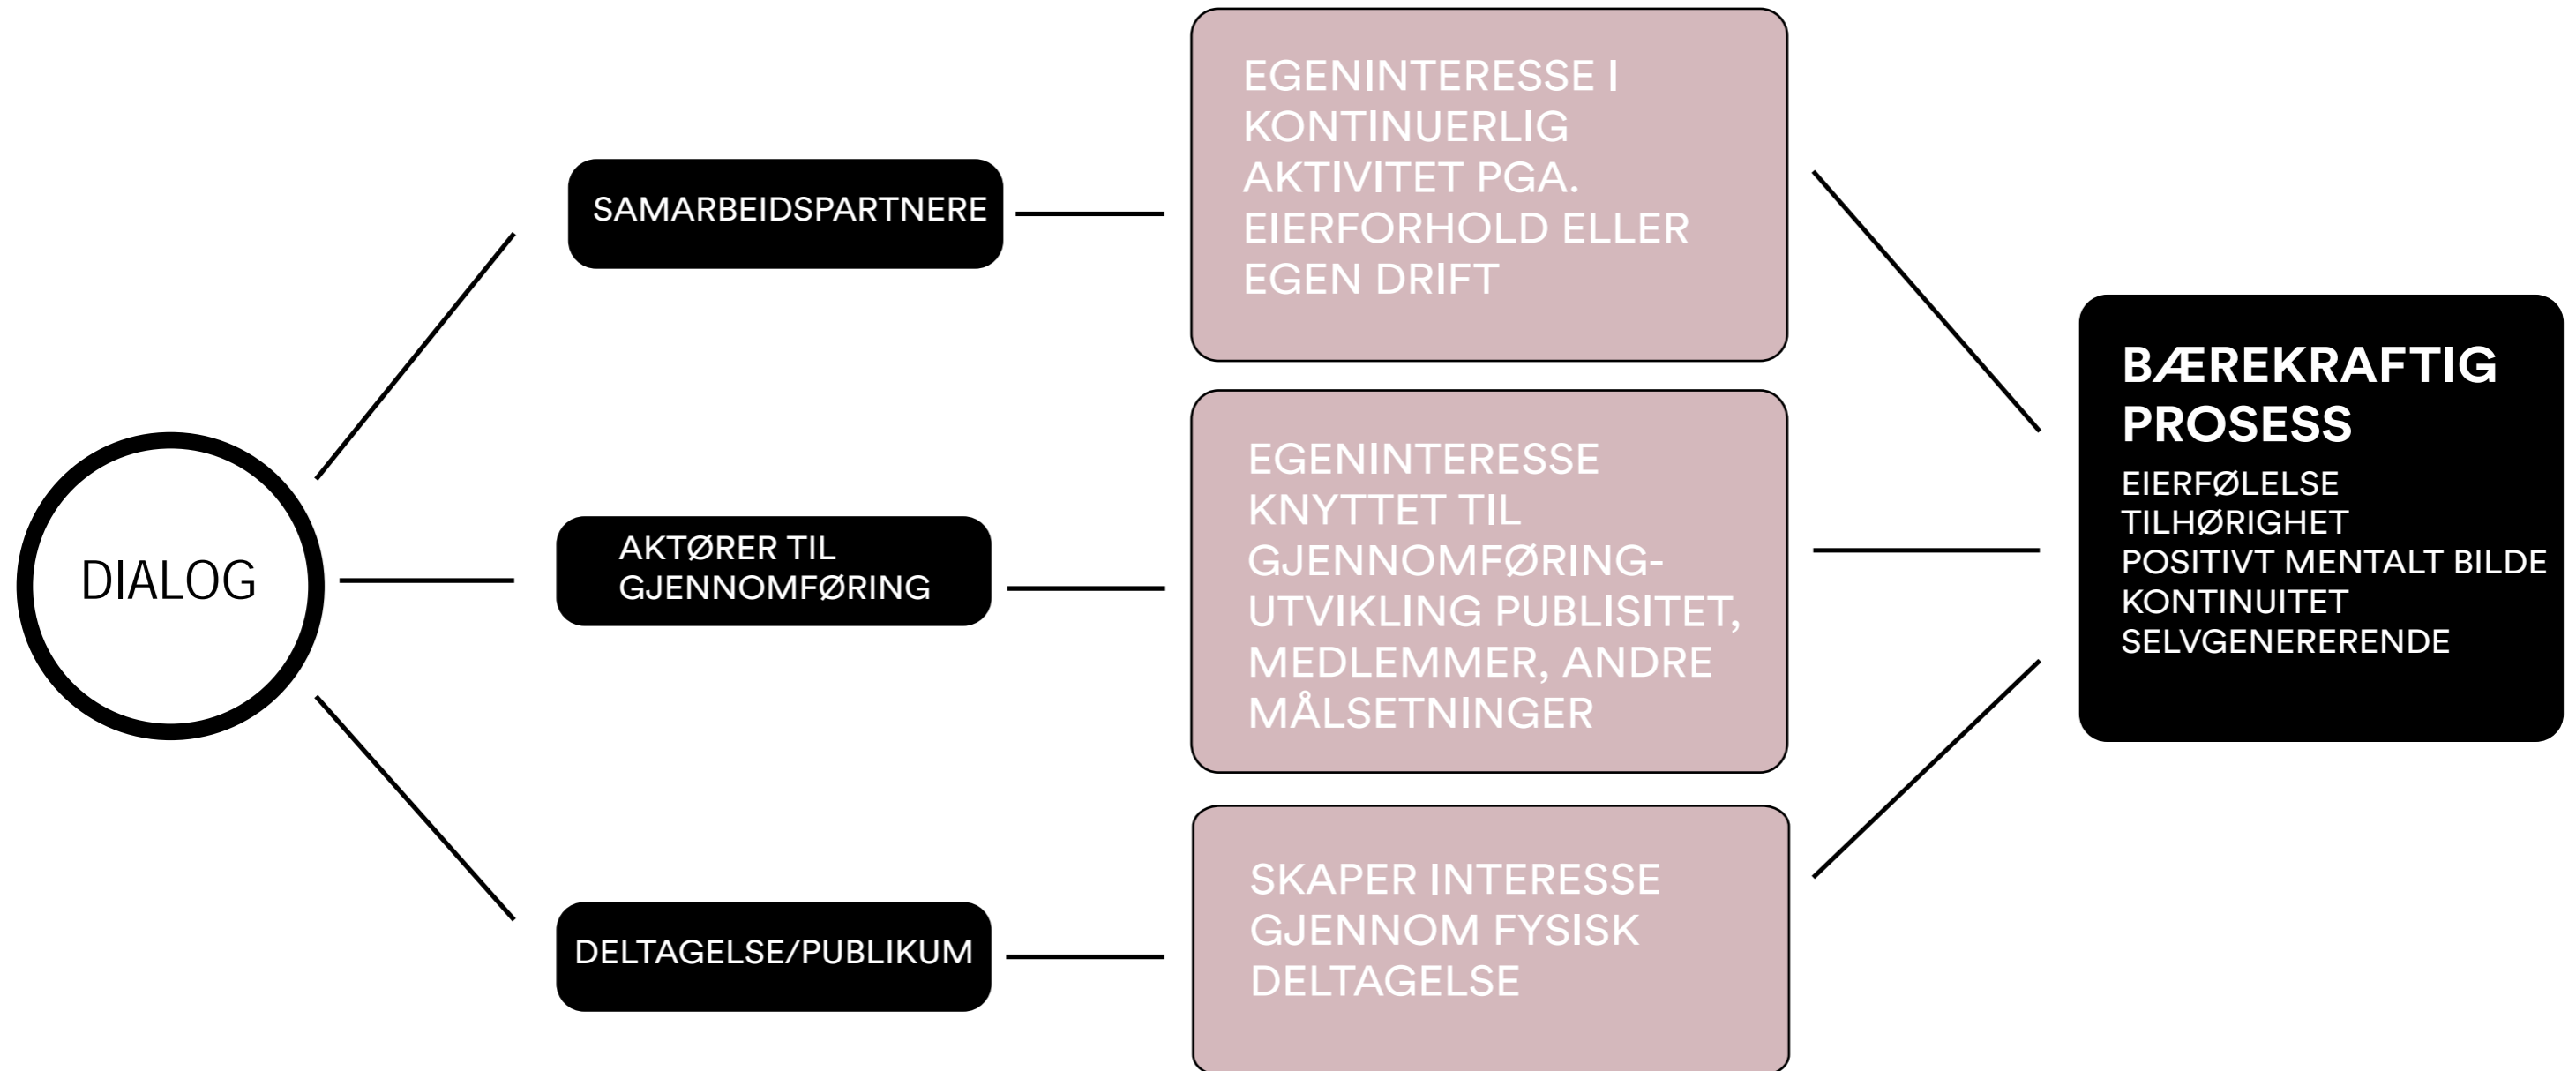 DIALOG
SAMARBEIDSPARTNERE
AKTØRER TIL
GJENNOMFØRING
DELTAGELSE/PUBLIKUM
EGENINTERESSE I
KONTINUERLIG
AKTIVITET PGA.
EIERFORHOLD ELLER
EGEN DRIFT
EGENINTERESSE
KNYTTET TIL
GJENNOMFØRING-
UTVIKLING PUBLISITET,
MEDLEMMER, ANDRE
MÅLSETNINGER
SKAPER INTERESSE
GJENNOM FYSISK
DELTAGELSE
BÆREKRAFTIG
PROSESS
EIERFØLELSE
TILHØRIGHET
POSITIVT MENTALT BILDE
KONTINUITET
SELVGENERERENDE